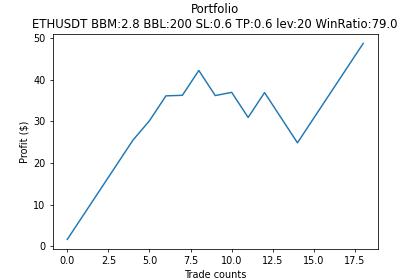 Portfolio
ETHUSDT BBM:2.8 BBL:200 SL:0.6 TP:0.6 lev:20 WinRatio:79.0
Profit ($)
50
40
30
20
10
0
0.0 2.5 5.0 7.5 10.0 12.5 15.0 17.5
Trade counts